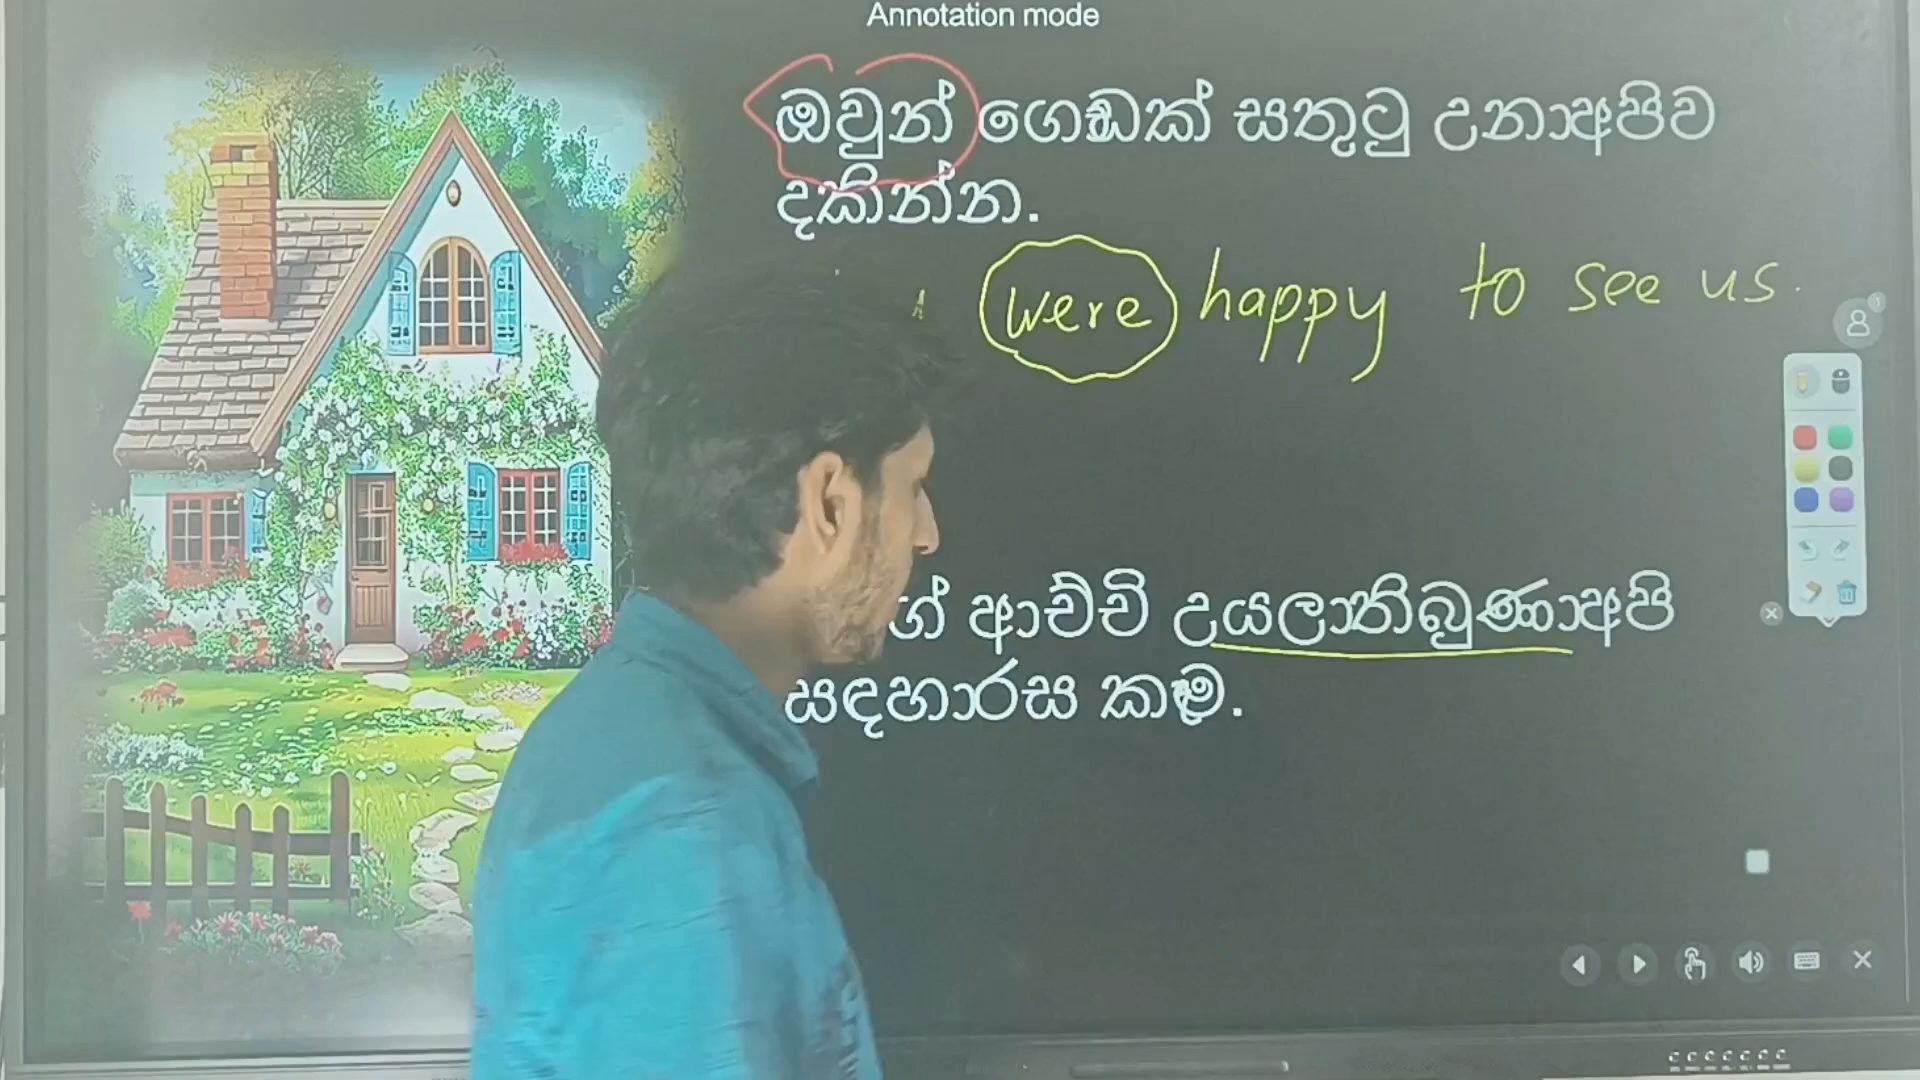 Annotation mode
ඔවුන් ගොඩක් සතුටු උනාඅපිව
දකින්න.
were happy to see us.
ගේ ආච්චි උයලාතිබුණාඅපි
සඳහාරස කෑම.